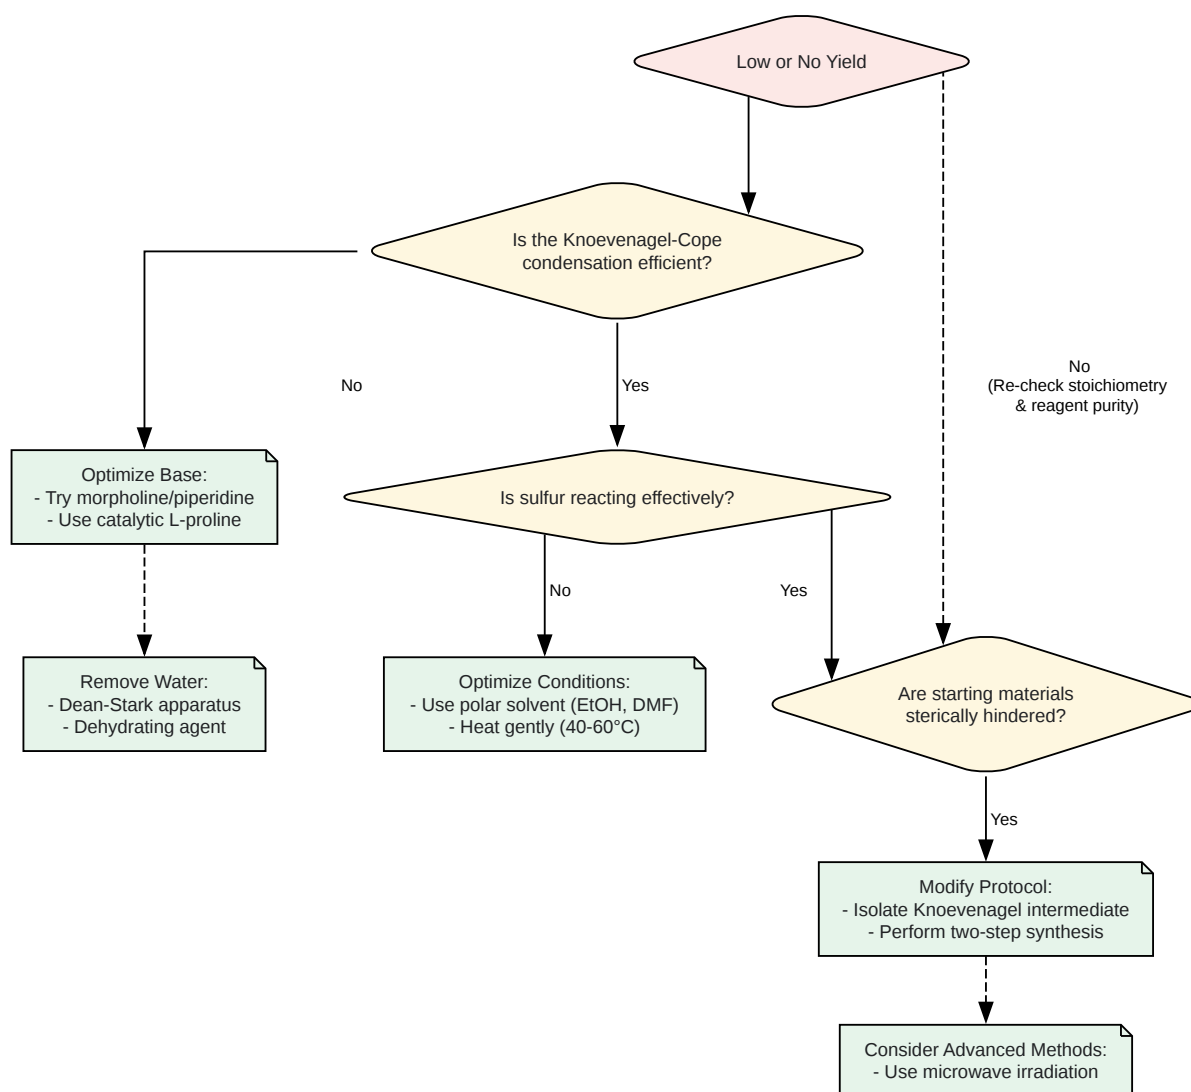 Low or No Yield
Is the Knoevenagel-Cope
condensation efficient?
No
(Re-check stoichiometry
& reagent purity)
No
Yes
Optimize Base:
- Try morpholine/piperidine
- Use catalytic L-proline
Is sulfur reacting effectively?
No
Yes
Remove Water:
- Dean-Stark apparatus
- Dehydrating agent
Optimize Conditions:
- Use polar solvent (EtOH, DMF)
- Heat gently (40-60°C)
Are starting materials
sterically hindered?
Yes
Modify Protocol:
- Isolate Knoevenagel intermediate
- Perform two-step synthesis
Consider Advanced Methods:
- Use microwave irradiation